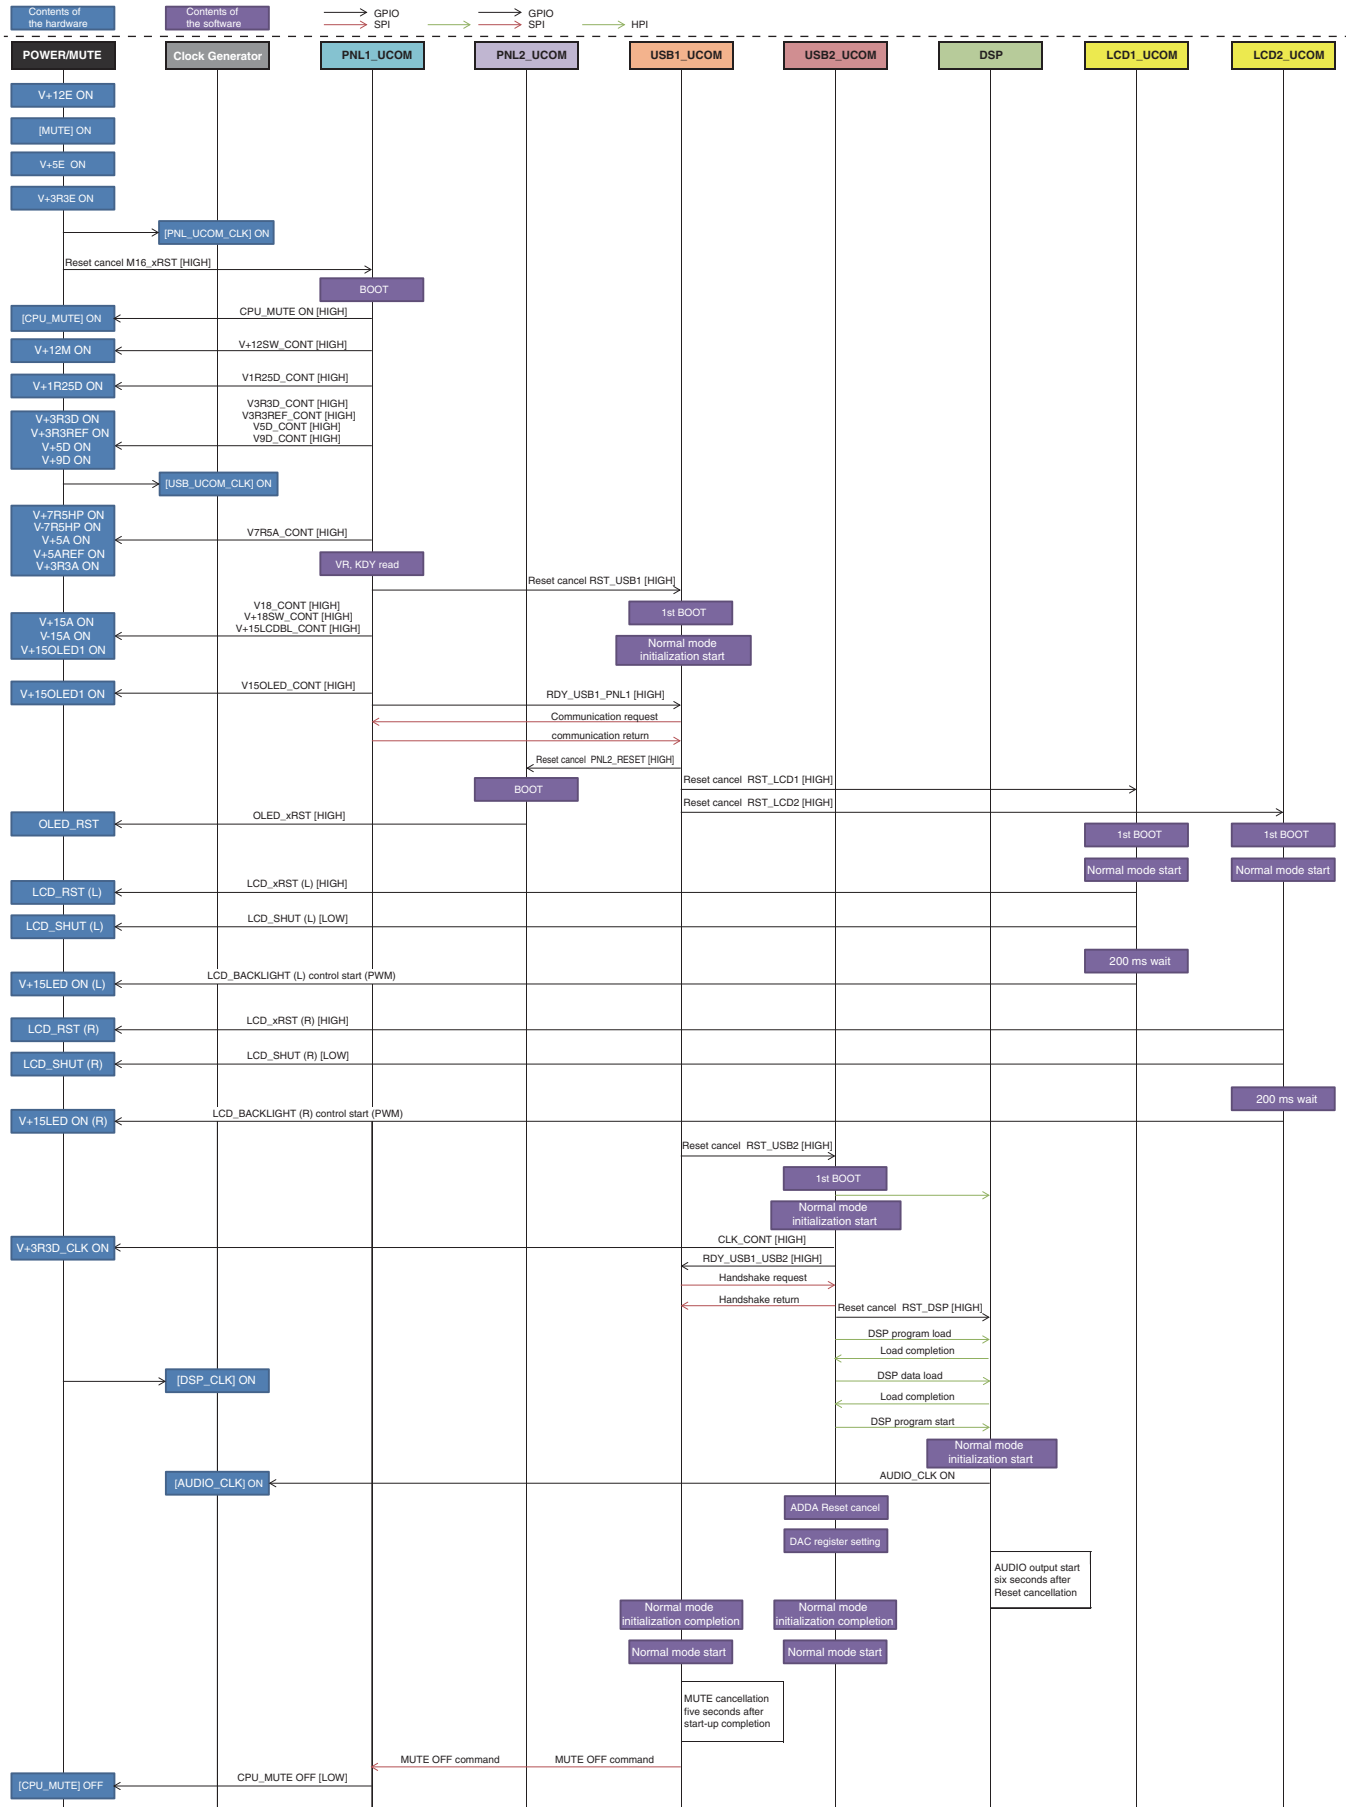 Contents of
the hardware
Contents of
the software
GPIO
SPI
GPIO
SPI
HPI
POWER/MUTE
Clock Generator
PNL1_UCOM
PNL2_UCOM
USB1_UCOM
USB2_UCOM
DSP
LCD1_UCOM
LCD2_UCOM
V+12E ON
[MUTE] ON
V+5E ON
V+3R3E ON
[PNL_UCOM_CLK] ON
Reset cancel M16_xRST [HIGH]
BOOT
[CPU_MUTE] ON
CPU_MUTE ON [HIGH]
V+12M ON
V+12SW_CONT [HIGH]
V+1R25D ON
V1R25D_CONT [HIGH]
V3R3D_CONT [HIGH]
V3R3REF_CONT [HIGH]
V5D_CONT [HIGH]
V9D_CONT [HIGH]
V+3R3D ON
V+3R3REF ON
V+5D ON
V+9D ON
[USB_UCOM_CLK] ON
V+7R5HP ON
V-7R5HP ON
V+5A ON
V+5AREF ON
V+3R3A ON
V7R5A_CONT [HIGH]
VR, KDY read
Reset cancel RST_USB1 [HIGH]
V18_CONT [HIGH]
V+18SW_CONT [HIGH]
V+15LCDBL_CONT [HIGH]
1st BOOT
V+15A ON
V-15A ON
V+15OLED1 ON
Normal mode
initialization start
V+15OLED1 ON
V15OLED_CONT [HIGH]
RDY_USB1_PNL1 [HIGH]
Communication request
communication return
Reset cancel PNL2_RESET [HIGH]
Reset cancel RST_LCD1 [HIGH]
BOOT
Reset cancel RST_LCD2 [HIGH]
OLED_RST
OLED_xRST [HIGH]
1st BOOT
1st BOOT
Normal mode start
Normal mode start
LCD_RST (L)
LCD_xRST (L) [HIGH]
LCD_SHUT (L)
LCD_SHUT (L) [LOW]
200 ms wait
V+15LED ON (L)
LCD_BACKLIGHT (L) control start (PWM)
LCD_RST (R)
LCD_xRST (R) [HIGH]
LCD_SHUT (R)
LCD_SHUT (R) [LOW]
200 ms wait
V+15LED ON (R)
LCD_BACKLIGHT (R) control start (PWM)
Reset cancel RST_USB2 [HIGH]
1st BOOT
Normal mode
initialization start
V+3R3D_CLK ON
CLK_CONT [HIGH]
RDY_USB1_USB2 [HIGH]
Handshake request
Handshake return
Reset cancel RST_DSP [HIGH]
DSP program load
Load completion
[DSP_CLK] ON
DSP data load
Load completion
DSP program start
Normal mode
initialization start
[AUDIO_CLK] ON
AUDIO_CLK ON
ADDA Reset cancel
DAC register setting
AUDIO output start
six seconds after
Reset cancellation
Normal mode
initialization completion
Normal mode
initialization completion
Normal mode start
Normal mode start
MUTE cancellation
five seconds after
start-up completion
MUTE OFF command
MUTE OFF command
[CPU_MUTE] OFF
CPU_MUTE OFF [LOW]